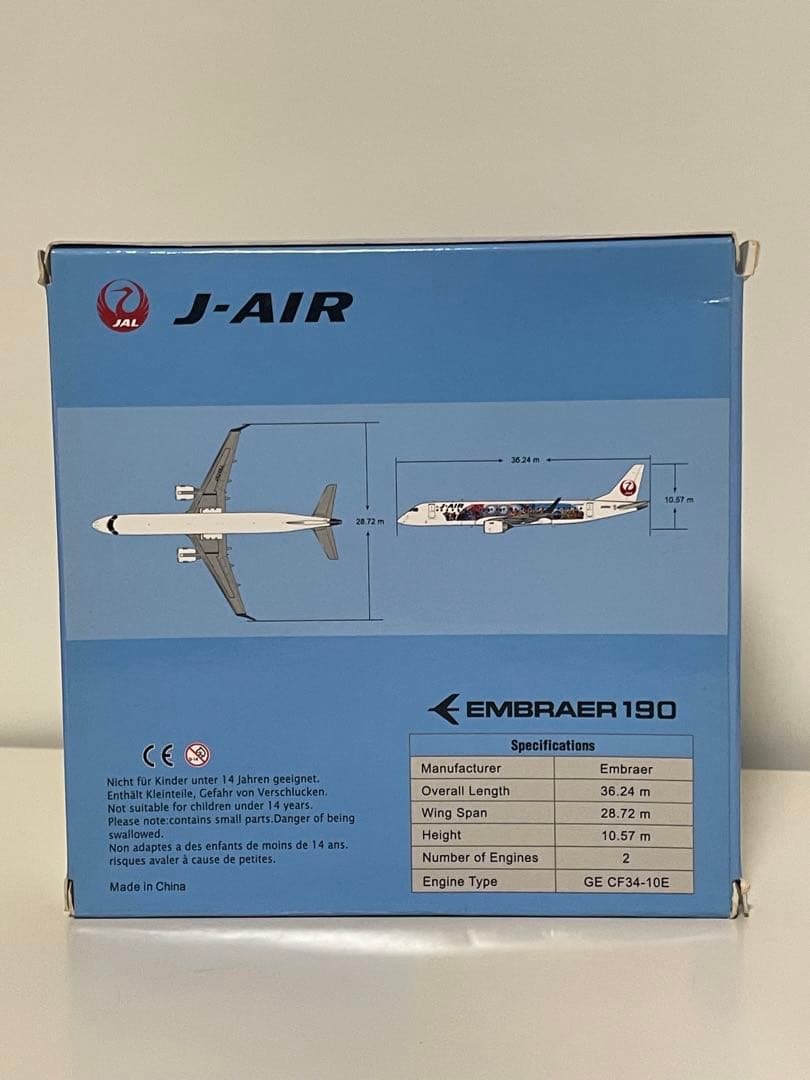 JAL
J-AIR
28.72 m
36.24 m
10.57 m
J-AIR
EMBRAER 190
Specifications
Manufacturer Embraer
Overall Length 36.24 m
Wing Span 28.72 m
Height 10.57 m
Number of Engines 2
Engine Type GE CF34-10E
CE
Nicht für Kinder unter 14 Jahren geeignet.
Enthält Kleinteile, Gefahr von Verschlucken.
Not suitable for children under 14 years.
Please note:contains small parts.Danger of being
swallowed.
Non adaptes a des enfants de moins de 14 ans.
risques avaler à cause de petites.
Made in China